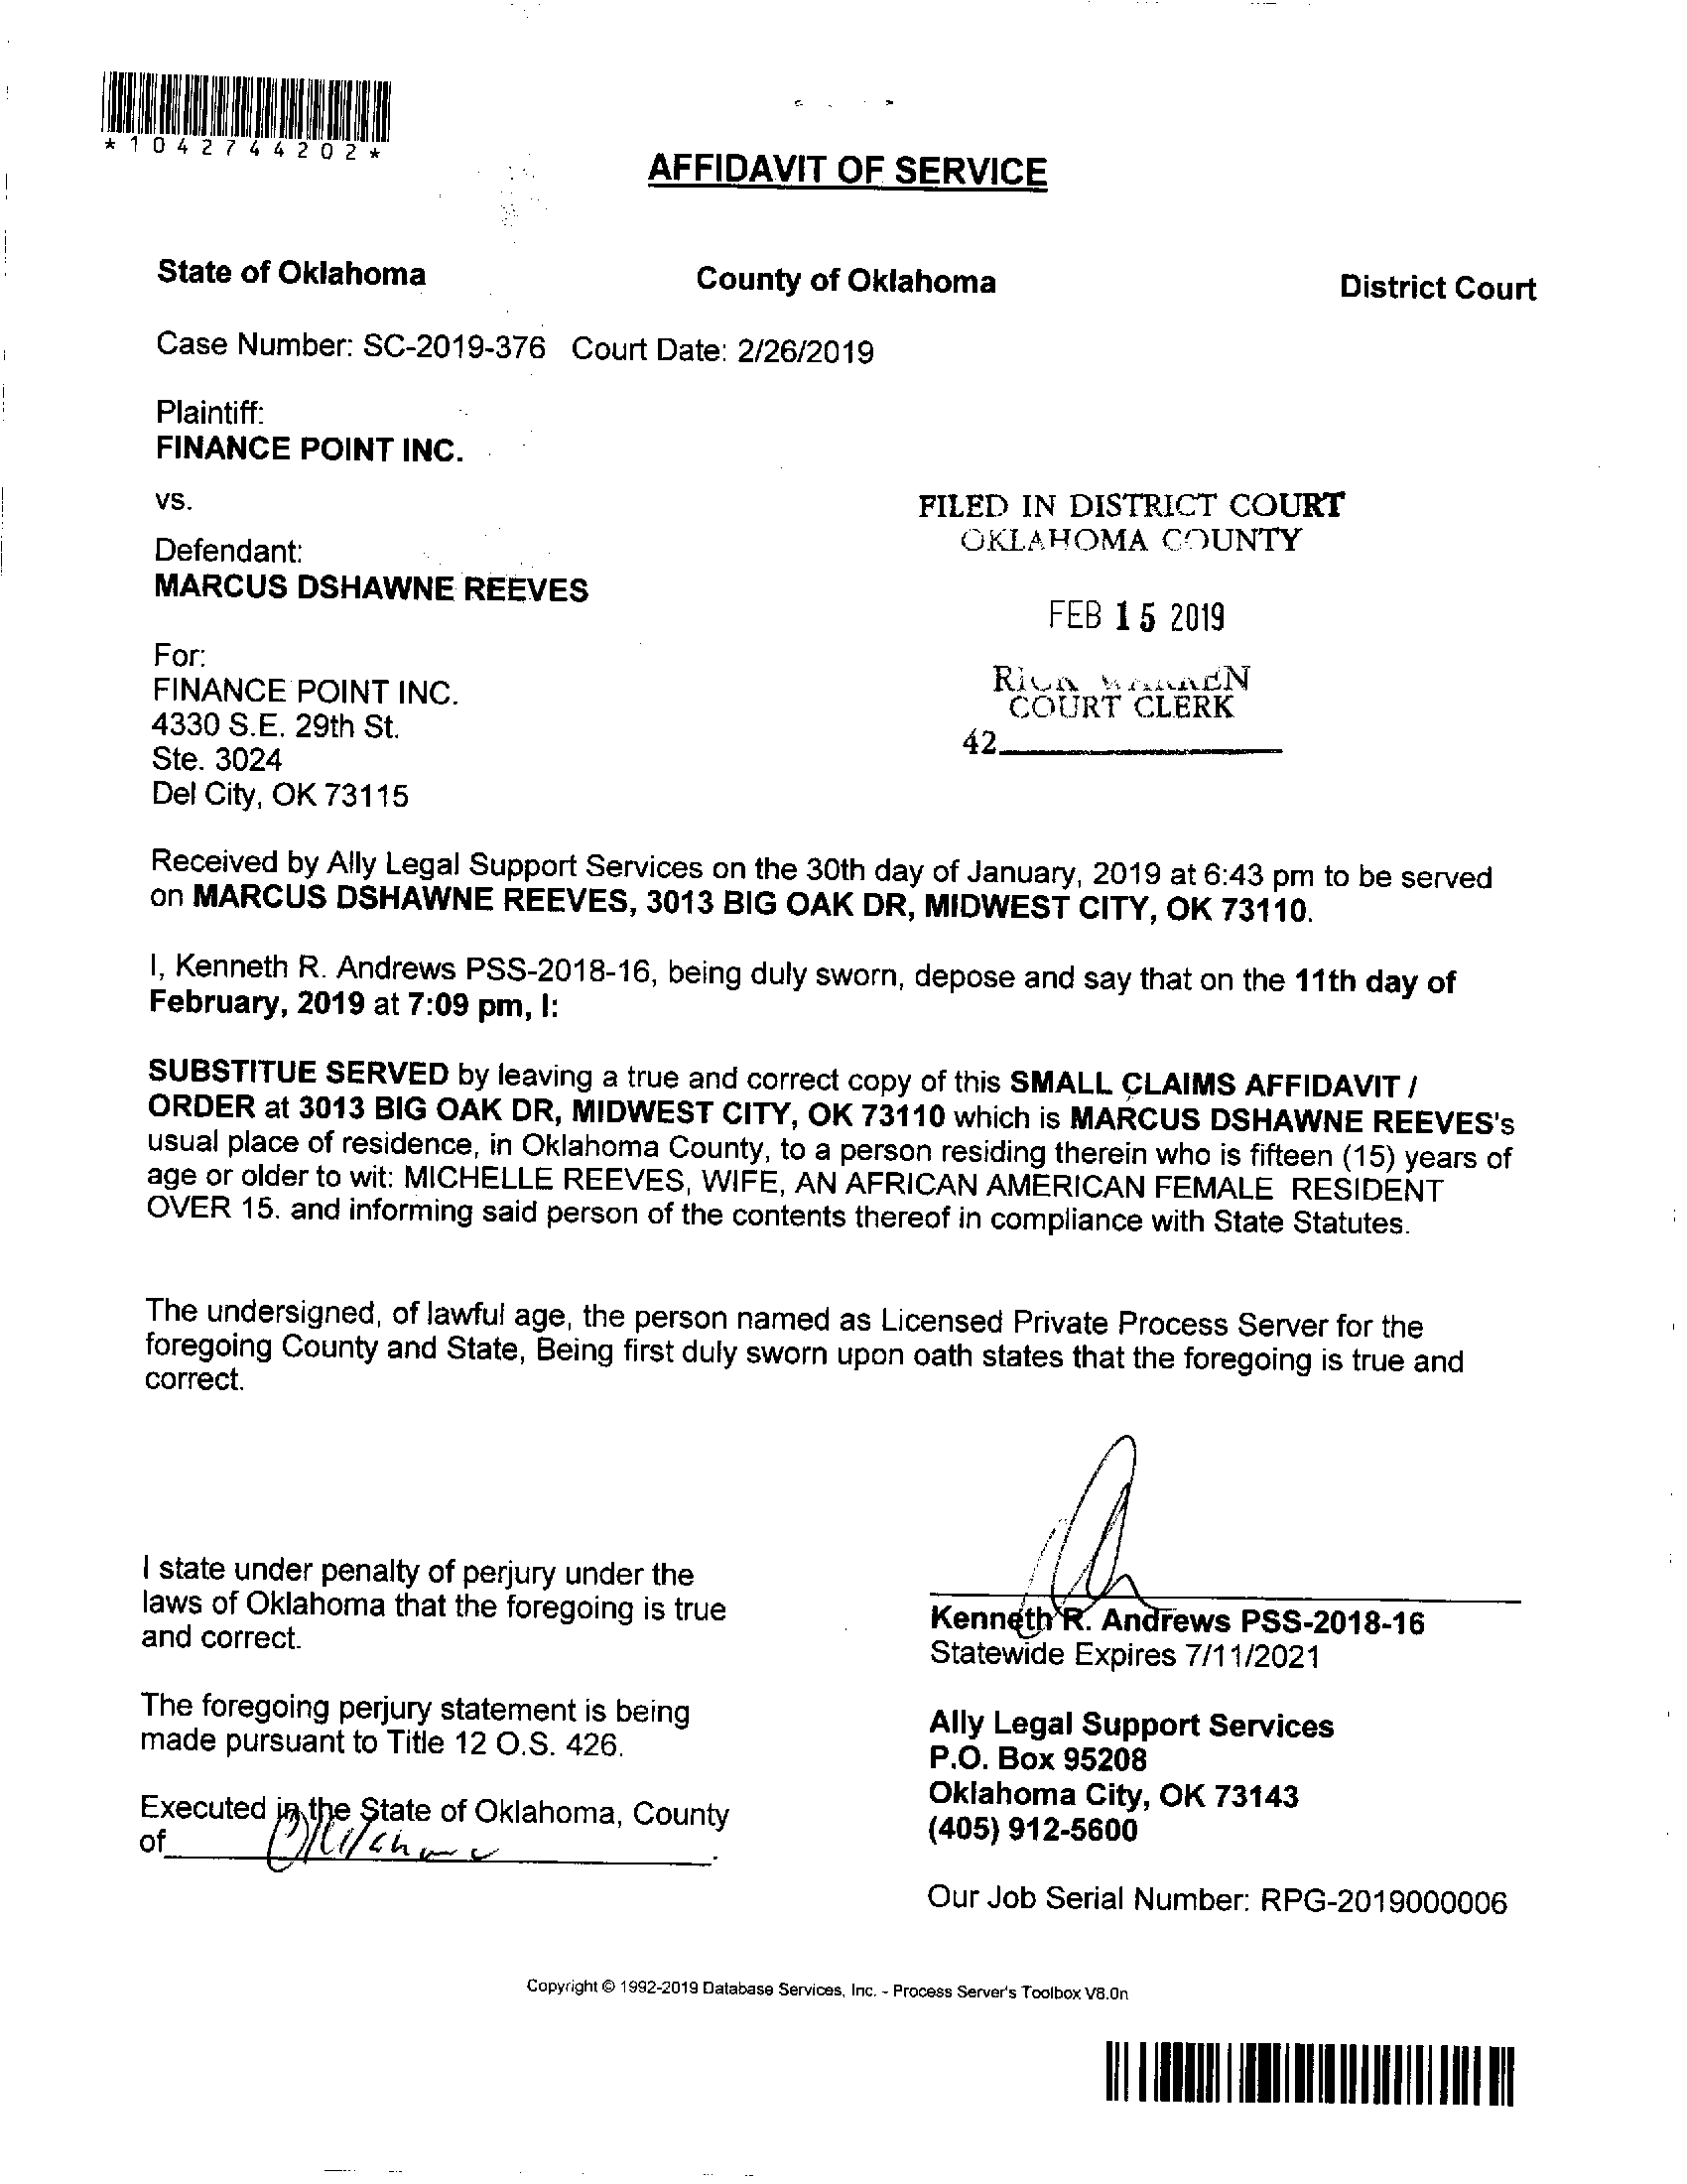 *1042744202*
AFFIDAVIT OF SERVICE
State of Oklahoma County of Oklahoma District Court
Case Number: SC-2019-376 Court Date: 2/26/2019
Plaintiff:
FINANCE POINT INC.
vs.
Defendant:
MARCUS DSHAWNE REEVES
FILED IN DISTRICT COURT
OKLAHOMA COUNTY
FEB 15 2019
COURT CLERK
42
For:
FINANCE POINT INC.
4330 S.E. 29th St.
Ste. 3024
Del City, OK 73115
Received by Ally Legal Support Services on the 30th day of January, 2019 at 6:43 pm to be served
on MARCUS DSHAWNE REEVES, 3013 BIG OAK DR, MIDWEST CITY, OK 73110.
I, Kenneth R. Andrews PSS-2018-16, being duly sworn, depose and say that on the 11th day of
February, 2019 at 7:09 pm, I:
SUBSTITUE SERVED by leaving a true and correct copy of this SMALL CLAIMS AFFIDAVIT /
ORDER at 3013 BIG OAK DR, MIDWEST CITY, OK 73110 which is MARCUS DSHAWNE REEVES's
usual place of residence, in Oklahoma County, to a person residing therein who is fifteen (15) years of
age or older to wit: MICHELLE REEVES, WIFE, AN AFRICAN AMERICAN FEMALE RESIDENT
OVER 15. and informing said person of the contents thereof in compliance with State Statutes.
The undersigned, of lawful age, the person named as Licensed Private Process Server for the
foregoing County and State, Being first duly sworn upon oath states that the foregoing is true and
correct.
I state under penalty of perjury under the
laws of Oklahoma that the foregoing is true
and correct.
The foregoing perjury statement is being
made pursuant to Title 12 O.S. 426.
Executed in the State of Oklahoma, County
of Oklahoma.
Kenneth R. Andrews PSS-2018-16
Statewide Expires 7/11/2021
Ally Legal Support Services
P.O. Box 95208
Oklahoma City, OK 73143
(405) 912-5600
Our Job Serial Number: RPG-2019000006
Copyright © 1992-2019 Database Services, Inc. - Process Server's Toolbox V8.0n